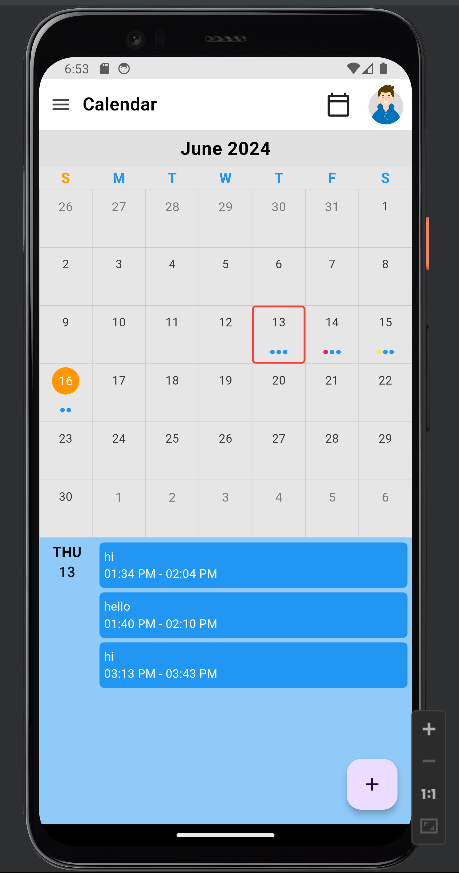 6:53
Calendar
June 2024
S M T W T F S
26 27 28 29 30 31 1
2 3 4 5 6 7 8
9 10 11 12 13 14 15
16 17 18 19 20 21 22
23 24 25 26 27 28 29
30 1 2 3 4 5 6
THU
13
hi
01:34 PM - 02:04 PM
hello
01:40 PM - 02:10 PM
hi
03:13 PM - 03:43 PM
+
+
−
1:1